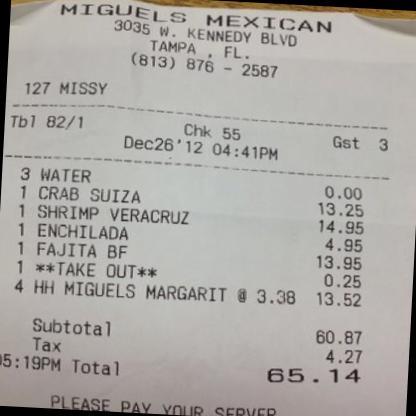 MIGUELS MEXICAN
3035 W. KENNEDY BLVD
TAMPA , FL.
(813) 876 - 2587
127 MISSY
Tbl 82/1 Chk 55 Gst 3
Dec26'12 04:41PM
3 WATER 0.00
1 CRAB SUIZA 13.25
1 SHRIMP VERACRUZ 14.95
1 ENCHILADA 4.95
1 FAJITA BF 13.95
1 **TAKE OUT** 0.25
4 HH MIGUELS MARGARIT @ 3.38 13.52
Subtotal 60.87
Tax 4.27
05:19PM Total 65.14
PLEASE PAY YOUR SERVER